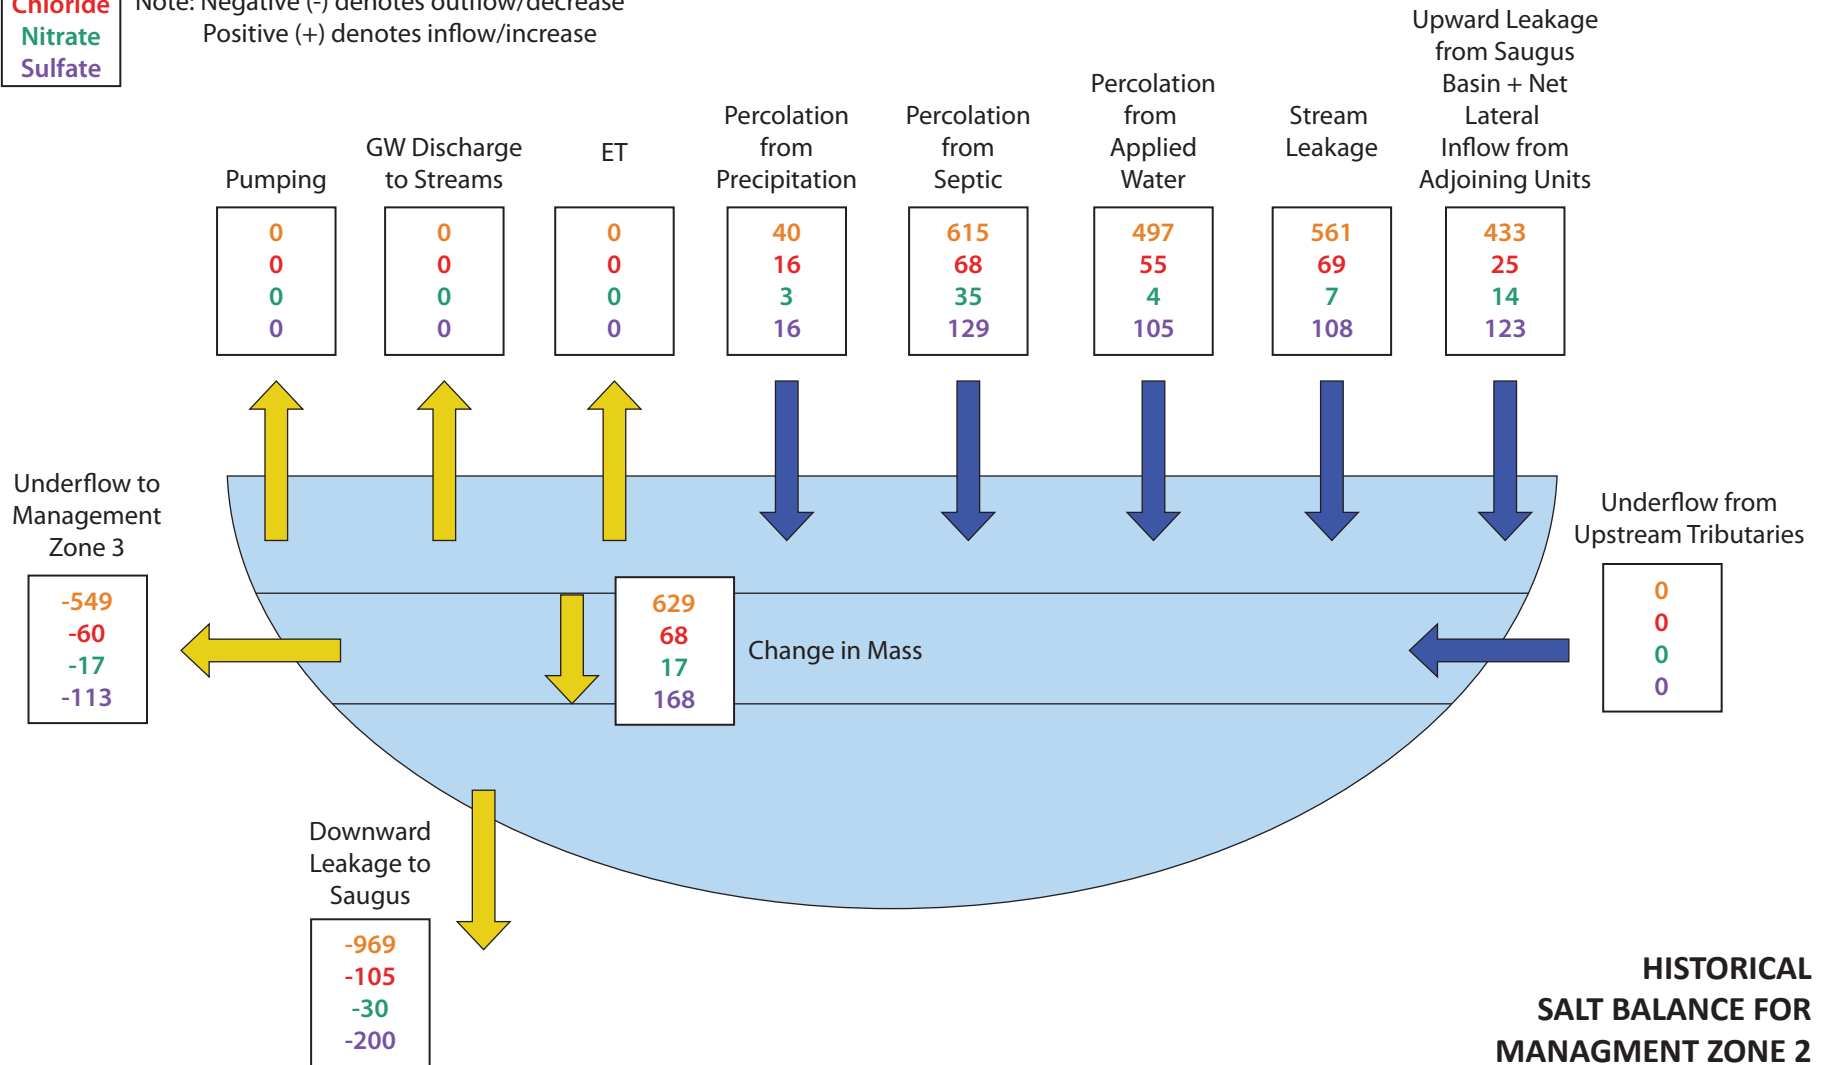 Chloride
Nitrate
Sulfate
Note: Negative (-) denotes outflow/decrease
Positive (+) denotes inflow/increase
Pumping
0
0
0
0
GW Discharge
to Streams
0
0
0
0
ET
0
0
0
0
Percolation
from
Precipitation
40
16
3
16
Percolation
from
Septic
615
68
35
129
Percolation
from
Applied
Water
497
55
4
105
Stream
Leakage
561
69
7
108
Upward Leakage
from Saugus
Basin + Net
Lateral
Inflow from
Adjoining Units
433
25
14
123
Underflow to
Management
Zone 3
-549
-60
-17
-113
629
68
17
168
Change in Mass
Underflow from
Upstream Tributaries
0
0
0
0
Downward
Leakage to
Saugus
-969
-105
-30
-200
HISTORICAL
SALT BALANCE FOR
MANAGMENT ZONE 2